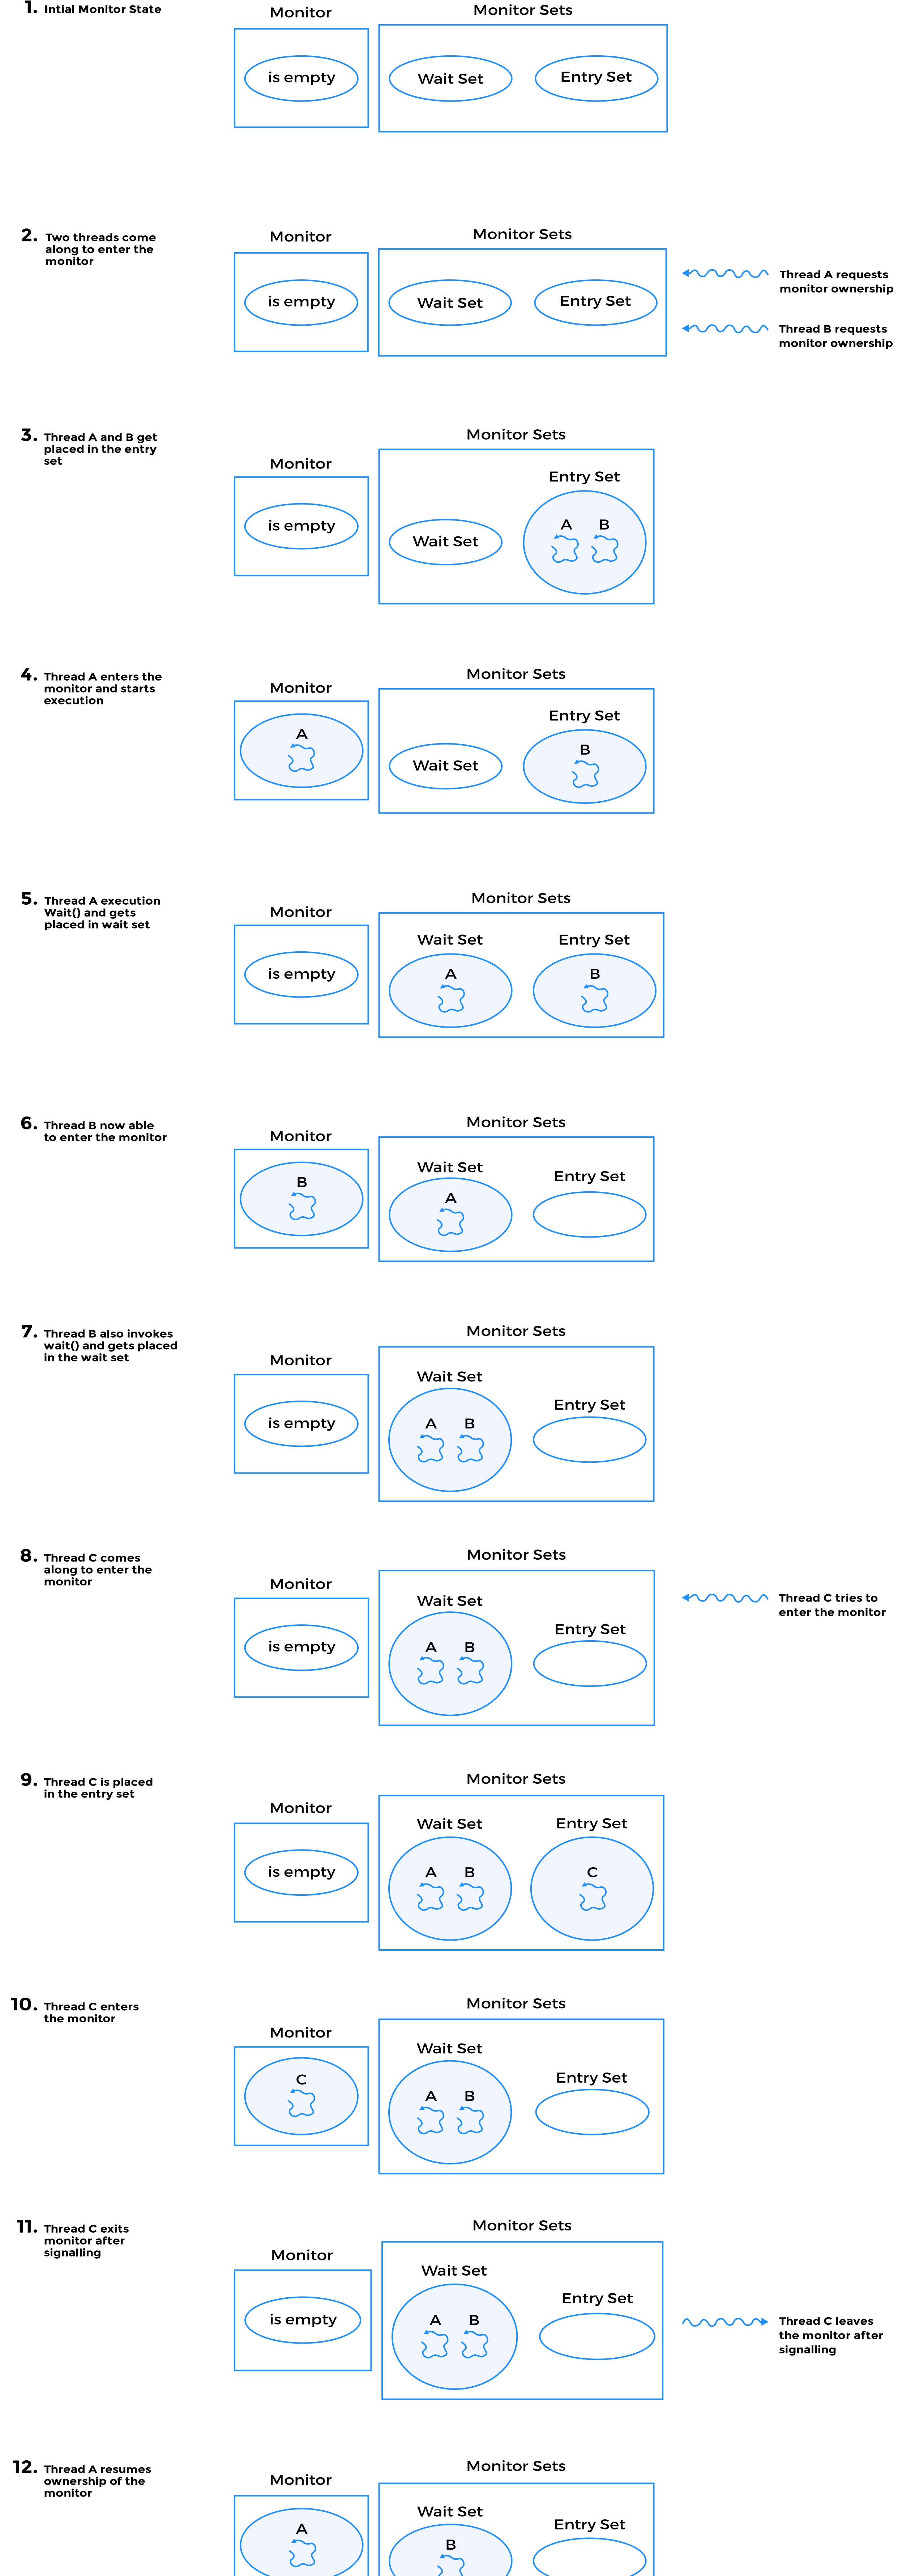 1. Intial Monitor State
Monitor
Monitor Sets
is empty
Wait Set
Entry Set
2. Two threads come
along to enter the
monitor
Monitor
Monitor Sets
is empty
Wait Set
Entry Set
Thread A requests
monitor ownership
Thread B requests
monitor ownership
3. Thread A and B get
placed in the entry
set
Monitor
Monitor Sets
is empty
Wait Set
Entry Set
A B
4. Thread A enters the
monitor and starts
execution
Monitor
A
Monitor Sets
Wait Set
Entry Set
B
5. Thread A execution
Wait() and gets
placed in wait set
Monitor
is empty
Monitor Sets
Wait Set
A
Entry Set
B
6. Thread B now able
to enter the monitor
Monitor
B
Monitor Sets
Wait Set
A
Entry Set
7. Thread B also invokes
wait() and gets placed
in the wait set
Monitor
is empty
Monitor Sets
Wait Set
A B
Entry Set
8. Thread C comes
along to enter the
monitor
Monitor
is empty
Monitor Sets
Wait Set
A B
Entry Set
Thread C tries to
enter the monitor
9. Thread C is placed
in the entry set
Monitor
is empty
Monitor Sets
Wait Set
A B
Entry Set
C
10. Thread C enters
the monitor
Monitor
C
Monitor Sets
Wait Set
A B
Entry Set
11. Thread C exits
monitor after
signalling
Monitor
is empty
Monitor Sets
Wait Set
A B
Entry Set
Thread C leaves
the monitor after
signalling
12. Thread A resumes
ownership of the
monitor
Monitor
A
Monitor Sets
Wait Set
B
Entry Set